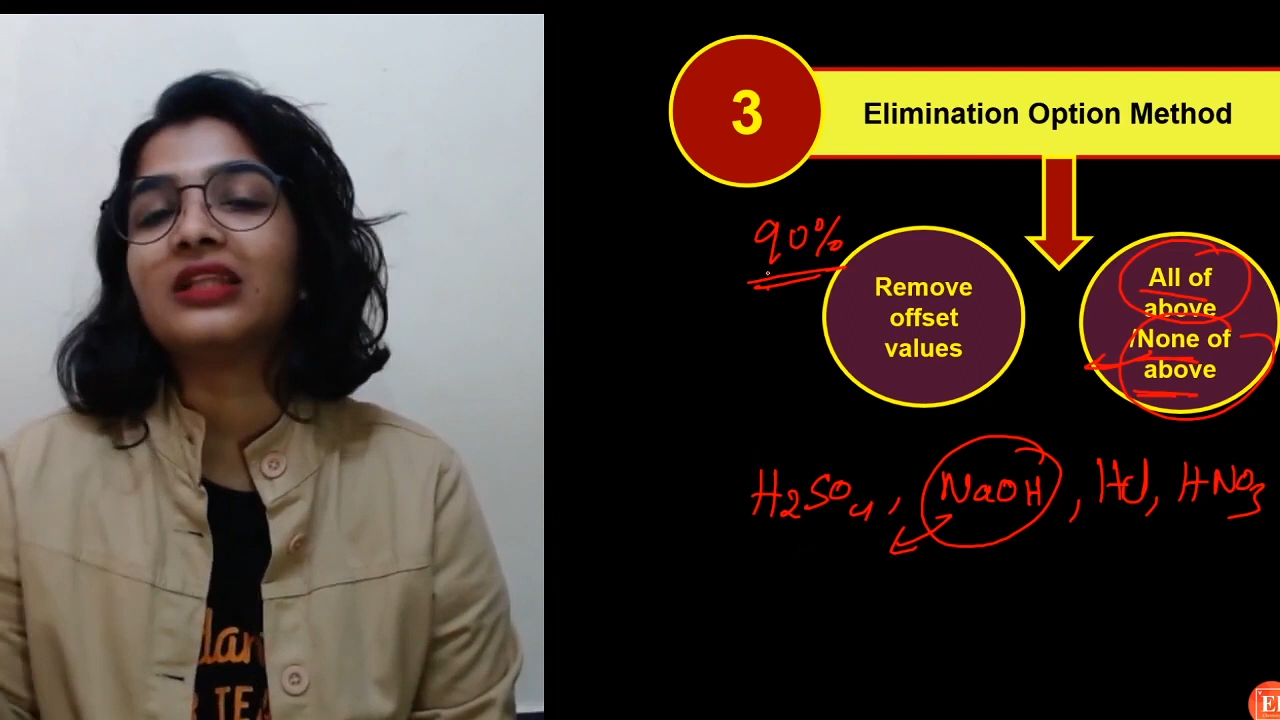 3
Elimination Option Method
90%
Remove
offset
values
All of
above
/None of
above
H2SO4, NaOH, HCl, HNO3